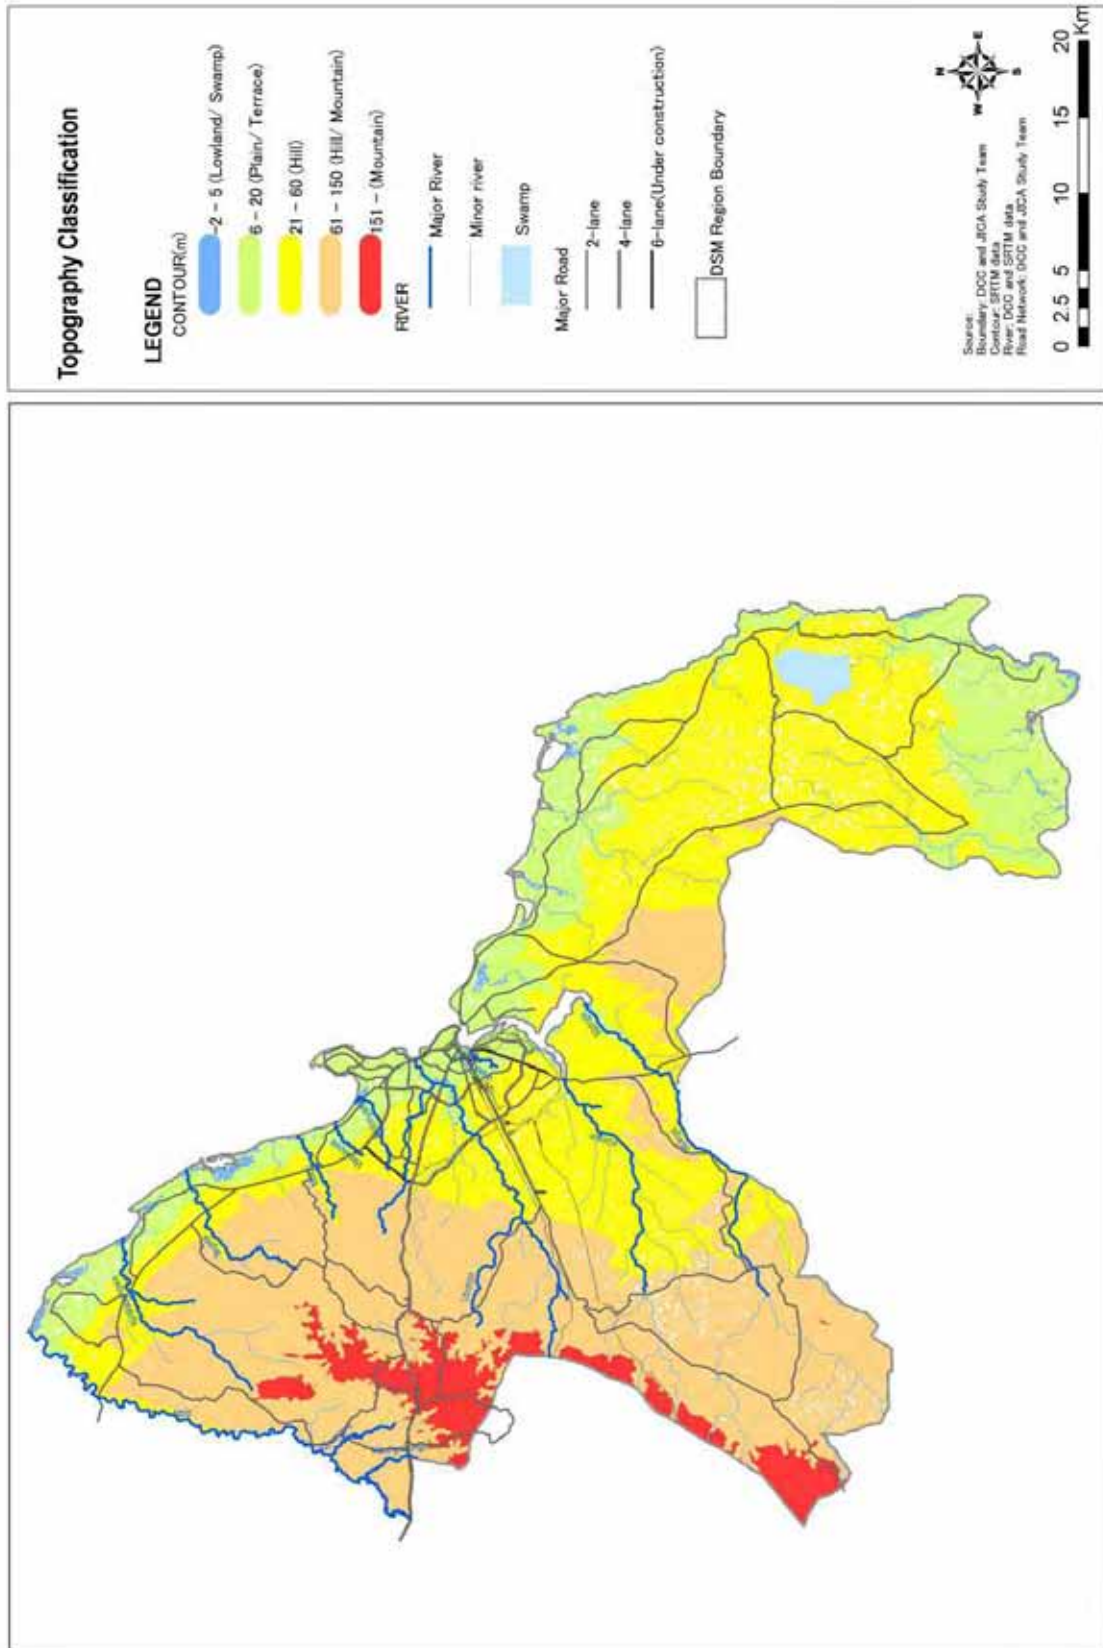 Topography Classification
LEGEND
CONTOUR(m)
-2 - 5 (Lowland/ Swamp)
6 - 20 (Plain/ Terrace)
21 - 60 (Hill)
61 - 150 (Hill/ Mountain)
151 - (Mountain)
RIVER
Major River
Minor river
Swamp
Major Road
2-lane
4-lane
6-lane(Under construction)
DSM Region Boundary
N
W E
S
Source:
Boundary: DCC and JICA Study Team
Contour: SRTM data
River: DCC and SRTM data
Road Network: DCC and JICA Study Team
0 2.5 5 10 15 20
Km